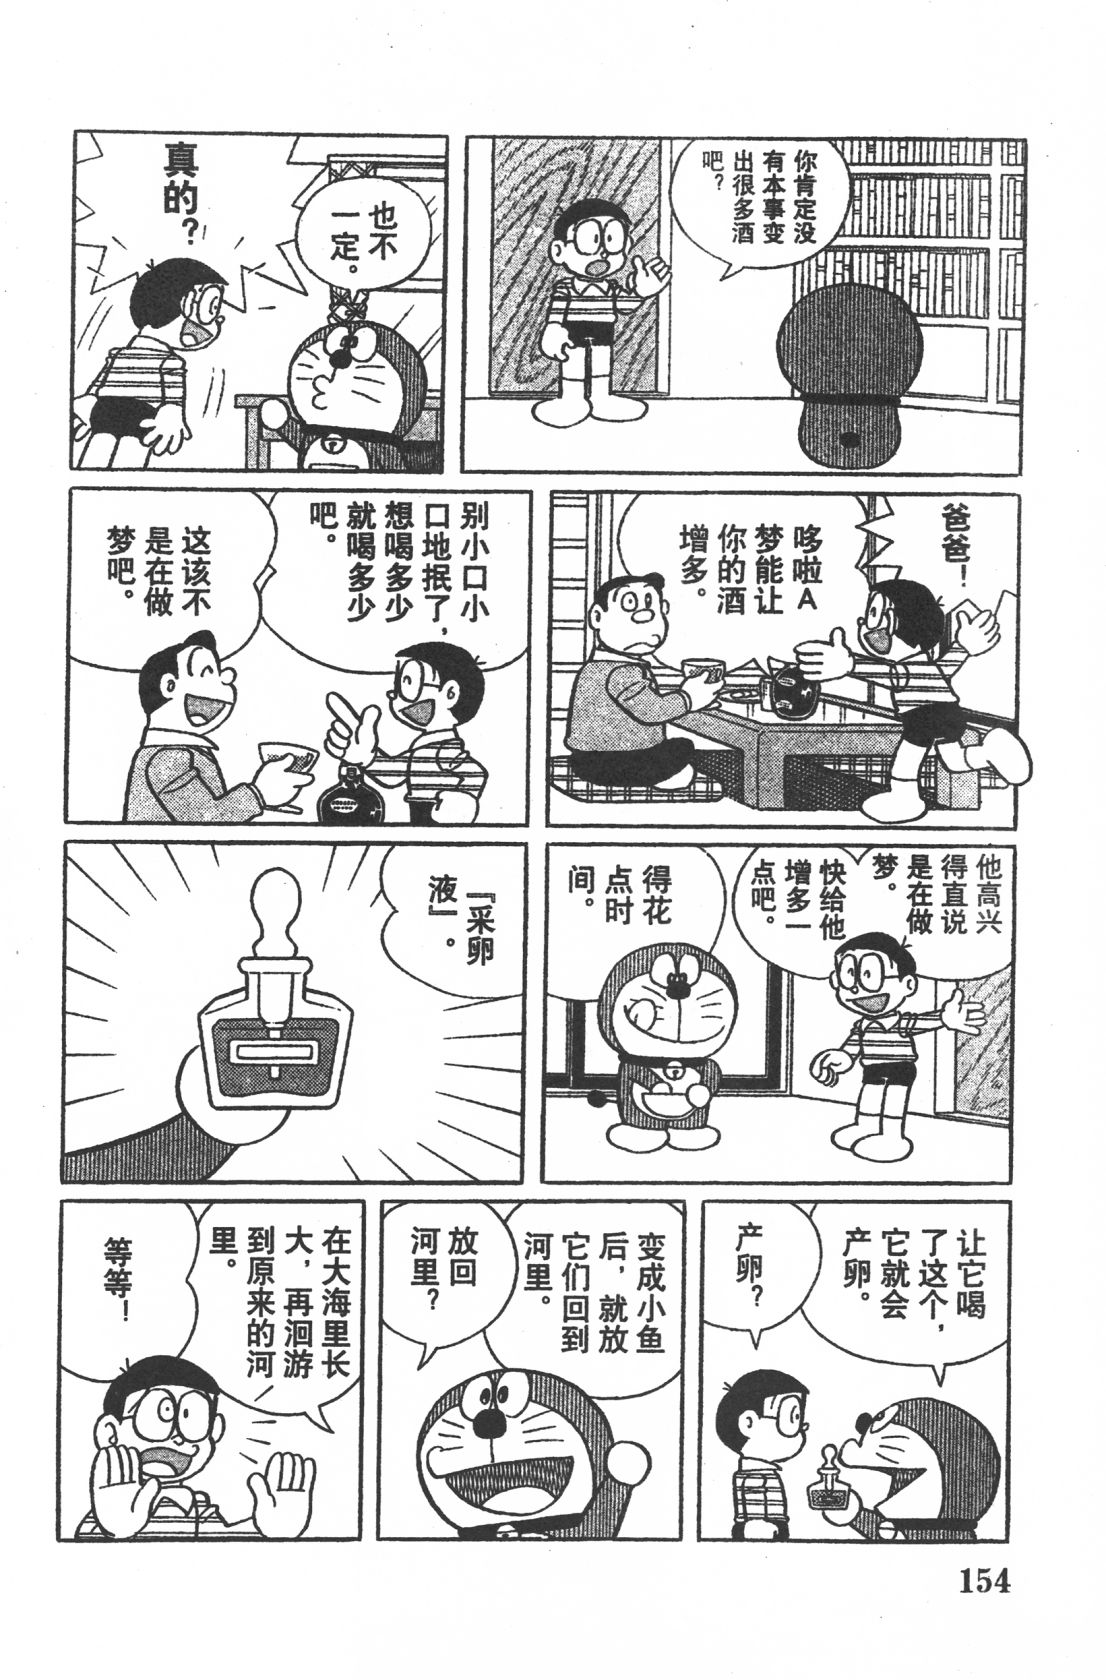 你肯定没
有本事变
出很多酒
吧？
也不
一定。
真的？
爸爸！
哆啦A
梦能让
你的酒
增多。
别小口小
口地抿了，
想喝多少
就喝多少
吧。
这该不
是在做
梦吧。
他高兴
得直说
是在做
梦。
快给他
增多一
点吧。
得花
点时
间。
『采卵
液』。
让它喝
了这个，
它就会
产卵。
产卵？
变成小鱼
后，就放
它们回到
河里。
放回
河里？
在大海里长
大，再洄游
到原来的河
里。
等等！
154